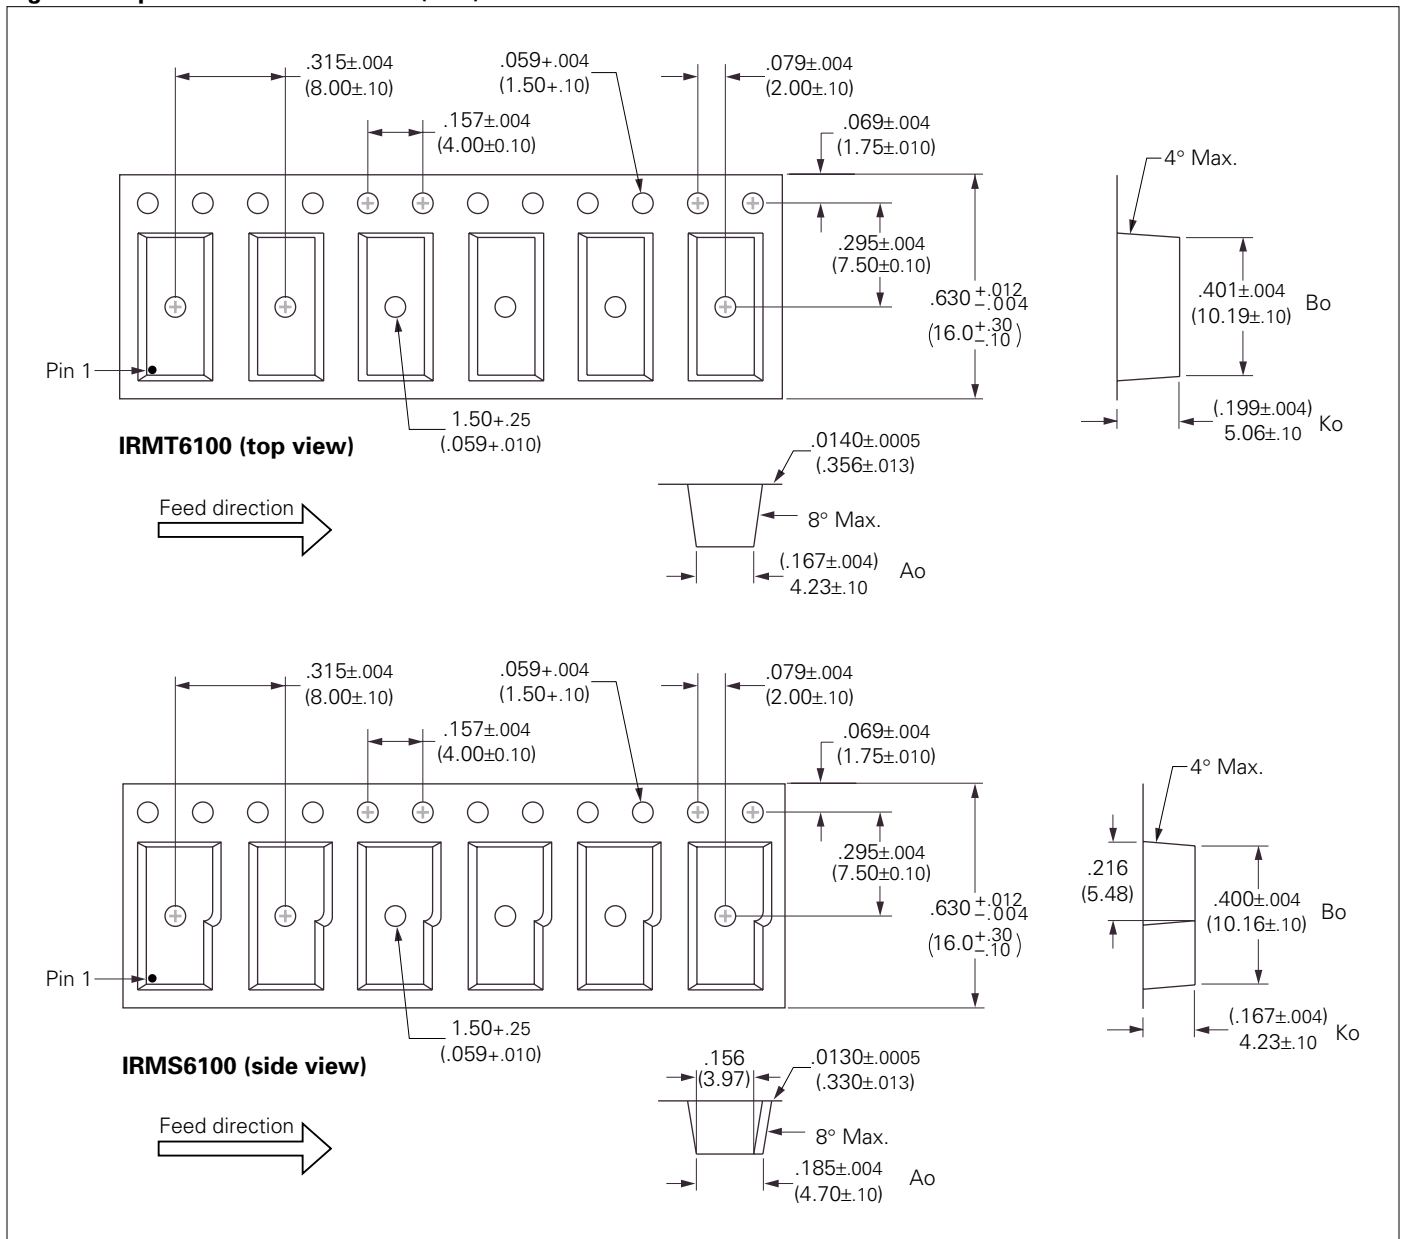 .315±.004
(8.00±.10)
.059+.004
(1.50+.10)
.079±.004
(2.00±.10)
.157±.004
(4.00±0.10)
.069±.004
(1.75±.010)
4° Max.
.295±.004
(7.50±0.10)
.630 +.012 –.004
(16.0 +.30 –.10)
.401±.004
(10.19±.10) Bo
Pin 1
1.50+.25
(.059+.010)
(.199±.004)
5.06±.10 Ko
IRMT6100 (top view)
.0140±.0005
(.356±.013)
Feed direction
8° Max.
(.167±.004)
4.23±.10 Ao
.315±.004
(8.00±.10)
.059+.004
(1.50+.10)
.079±.004
(2.00±.10)
.157±.004
(4.00±0.10)
.069±.004
(1.75±.010)
4° Max.
.295±.004
(7.50±0.10)
.216
(5.48)
.630 +.012 –.004
(16.0 +.30 –.10)
.400±.004
(10.16±.10) Bo
Pin 1
1.50+.25
(.059+.010)
(.167±.004)
4.23±.10 Ko
IRMS6100 (side view)
.156
(3.97)
.0130±.0005
(.330±.013)
Feed direction
8° Max.
.185±.004
(4.70±.10) Ao